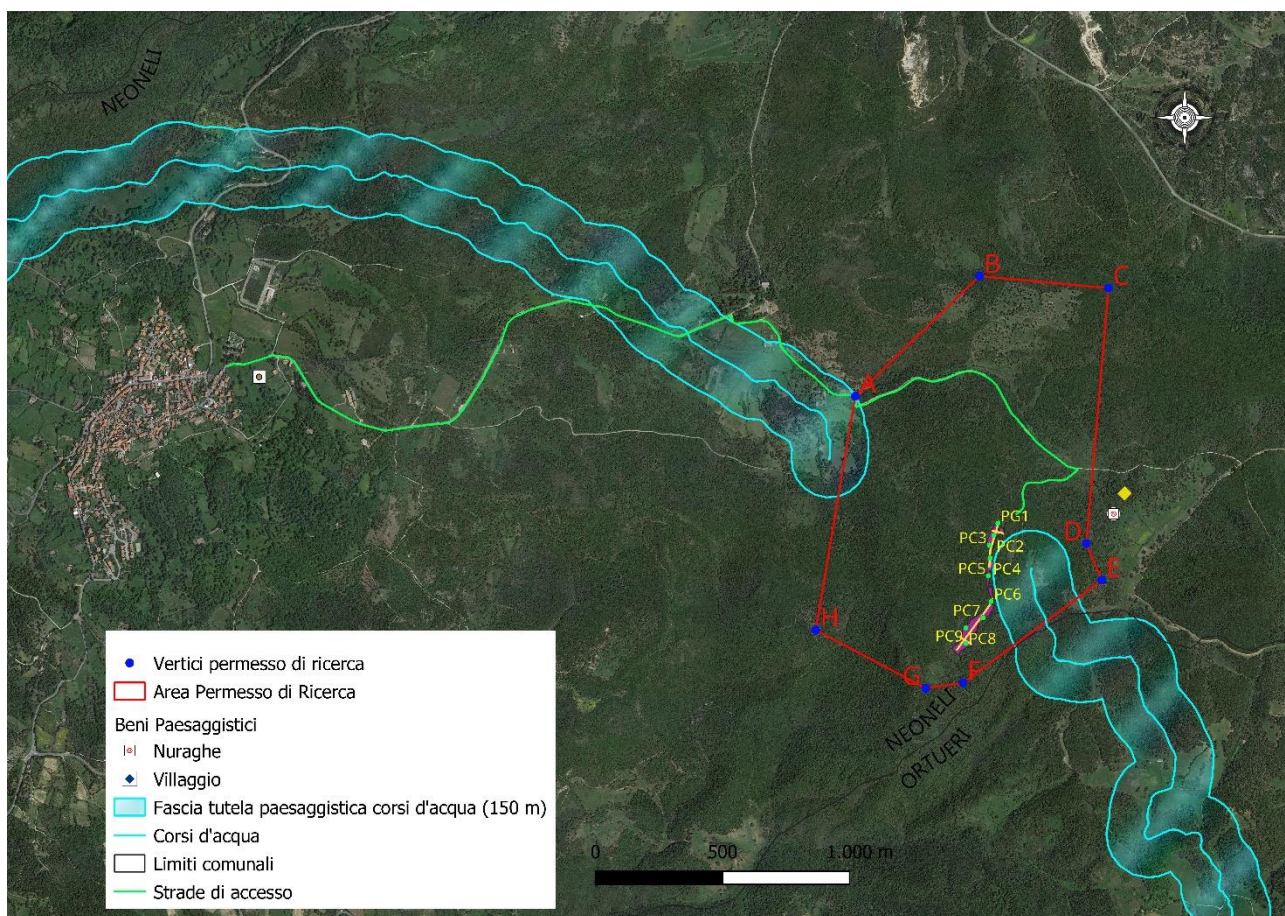 NEONELI
N
B
C
A
PG1
PC3
PC2
D
PC5
PC4
E
PC6
PC7
H
PC9
PC8
F
G
NEONELI
ORTUERI
Vertici permesso di ricerca
Area Permesso di Ricerca
Beni Paesaggistici
Nuraghe
Villaggio
Fascia tutela paesaggistica corsi d'acqua (150 m)
Corsi d'acqua
Limiti comunali
Strade di accesso
0 500 1.000 m